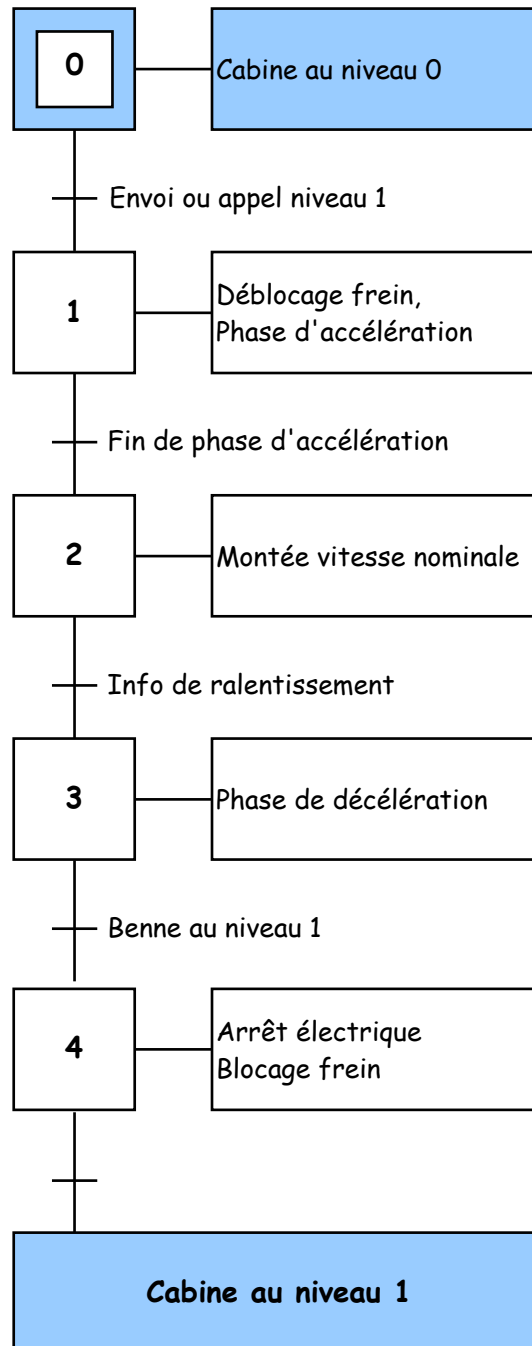 0
Cabine au niveau 0
Envoi ou appel niveau 1
1
Déblocage frein,
Phase d'accélération
Fin de phase d'accélération
2
Montée vitesse nominale
Info de ralentissement
3
Phase de décélération
Benne au niveau 1
4
Arrêt électrique
Blocage frein
Cabine au niveau 1